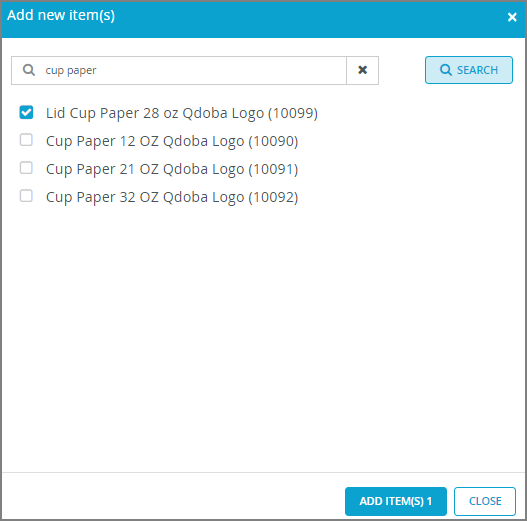 Add new item(s)
cup paper
SEARCH
Lid Cup Paper 28 oz Qdoba Logo (10099)
Cup Paper 12 OZ Qdoba Logo (10090)
Cup Paper 21 OZ Qdoba Logo (10091)
Cup Paper 32 OZ Qdoba Logo (10092)
ADD ITEM(S) 1
CLOSE